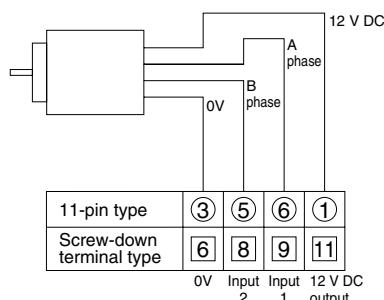 12 V DC
A
phase
B
phase
0V
11-pin type ③ ⑤ ⑥ ①
Screw-down
terminal type 6 8 9 11
0V Input Input 12 V DC
2 1 output